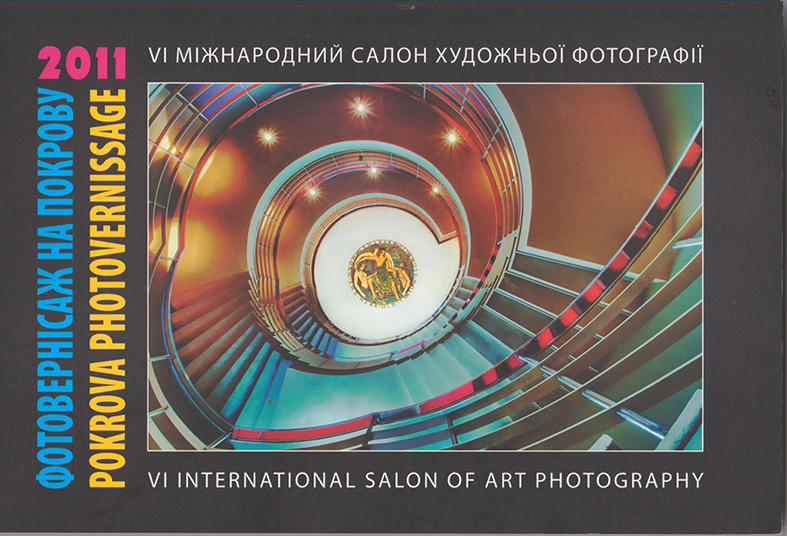 2011
ФОТОВЕРНІСАЖ НА ПОКРОВУ
POKROVA PHOTOVERNISSAGE
VI МІЖНАРОДНИЙ САЛОН ХУДОЖНЬОЇ ФОТОГРАФІЇ
VI INTERNATIONAL SALON OF ART PHOTOGRAPHY